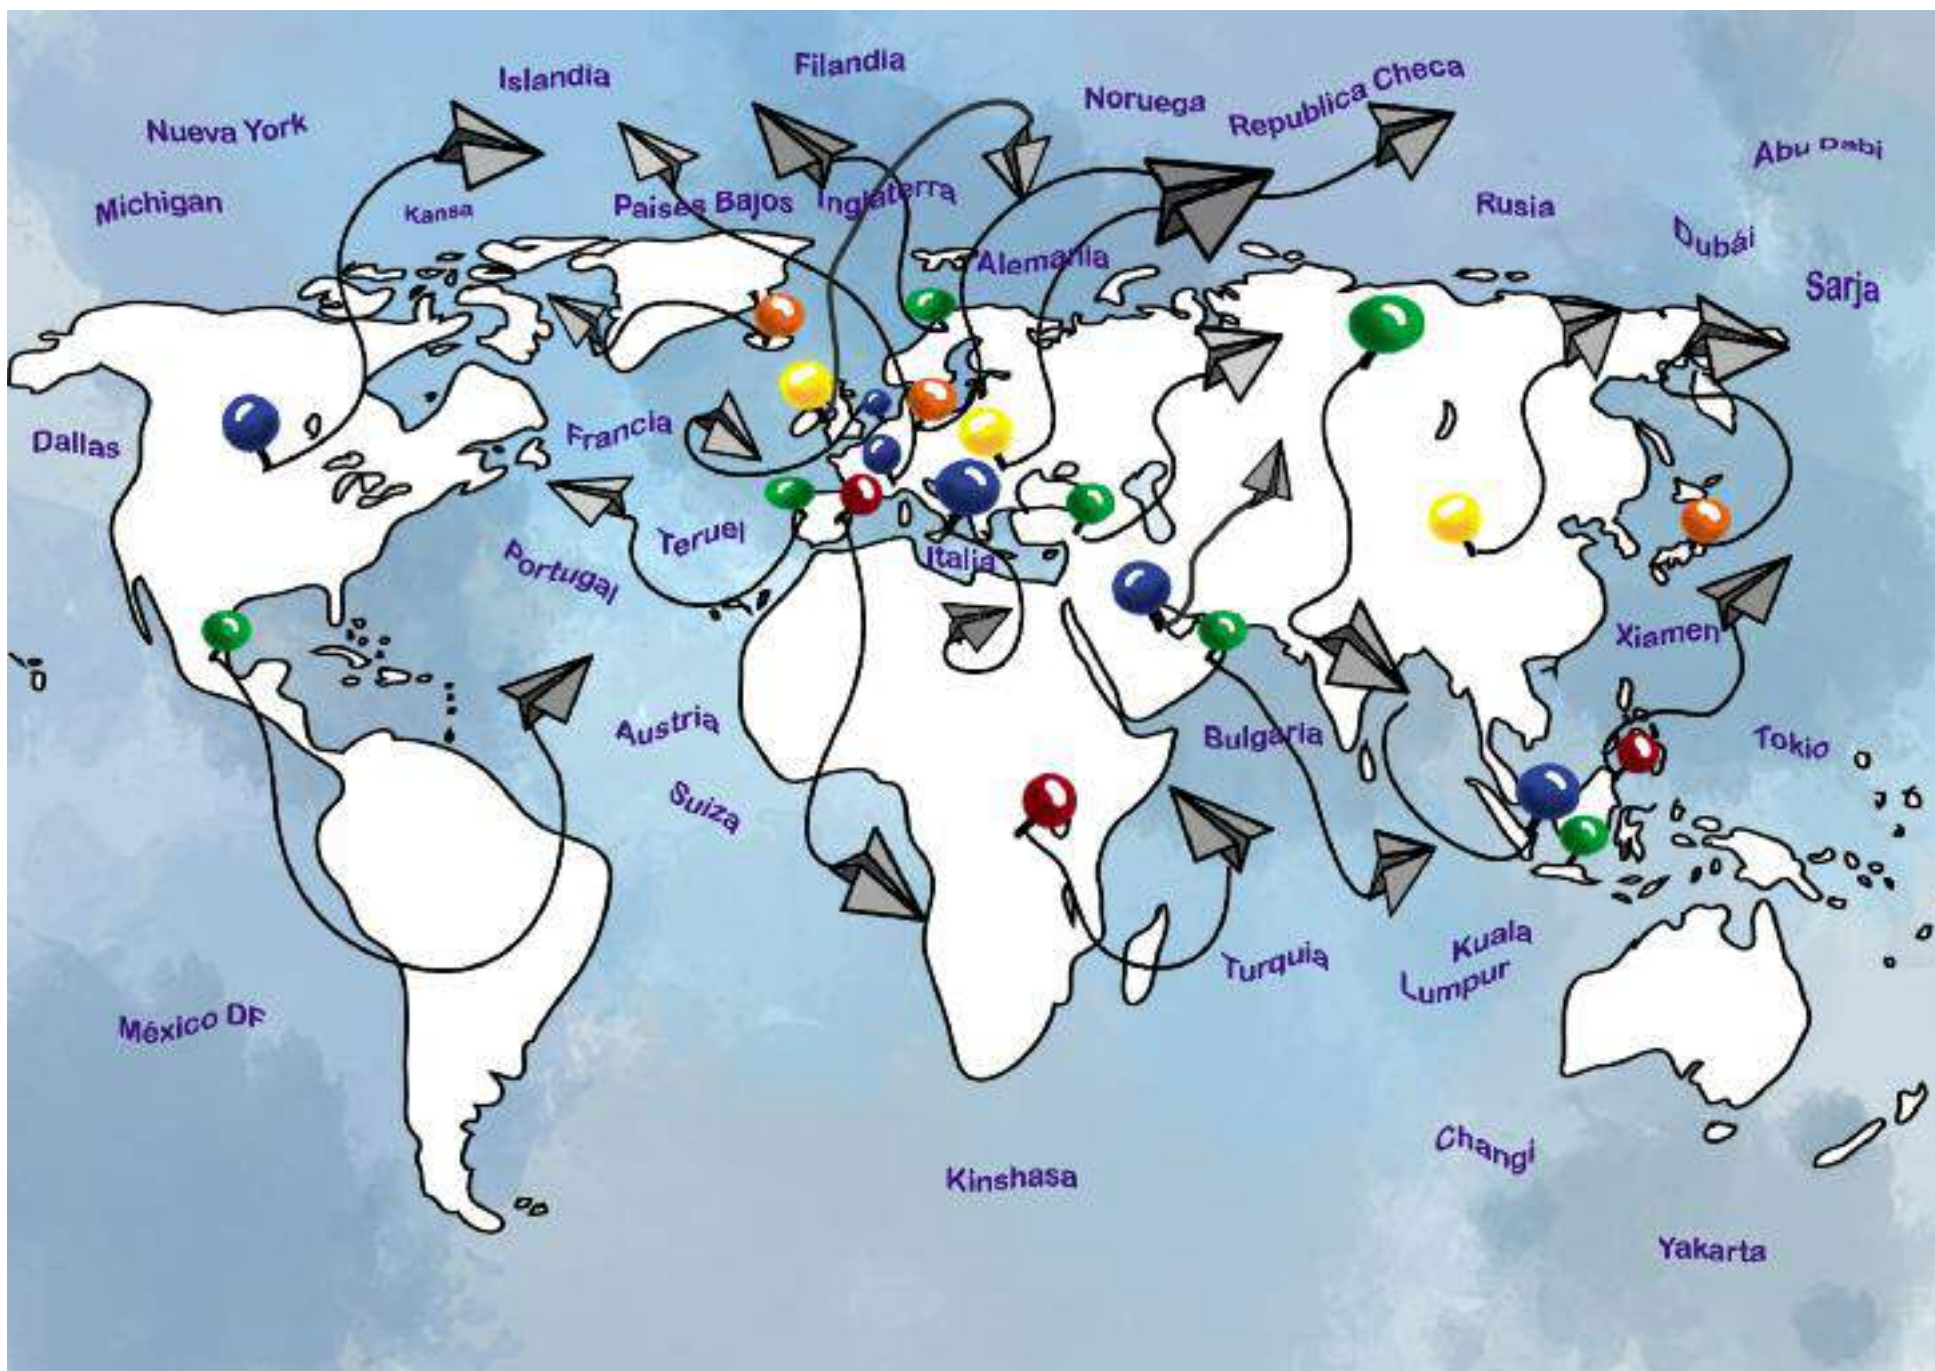 Islandia
Filandia
Noruega
Republica Checa
Nueva York
Abu Dabi
Michigan
Kansa
Paises Bajos
Inglaterra
Rusia
Dubái
Alemania
Sarja
Dallas
Francia
Teruel
Portugal
Italia
Xiamen
Austria
Bulgaria
Tokio
Suiza
Turquia
Kuala
Lumpur
México DF
Changi
Kinshasa
Yakarta